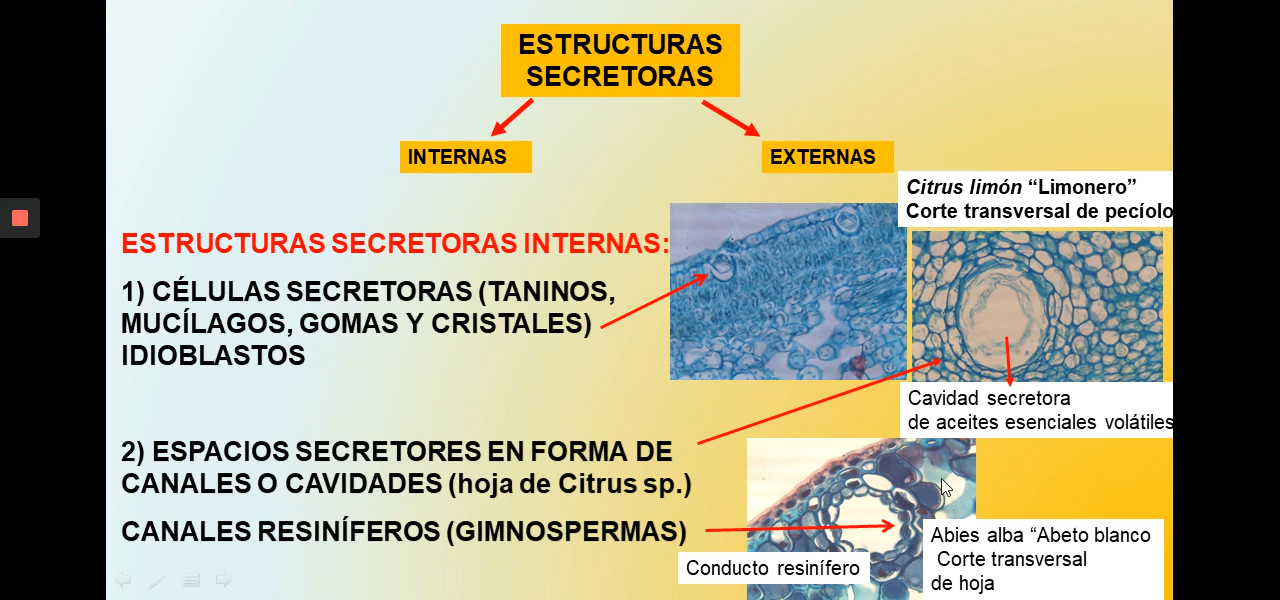 ESTRUCTURAS
SECRETORAS
INTERNAS
EXTERNAS
Citrus limón “Limonero”
Corte transversal de pecíolo
ESTRUCTURAS SECRETORAS INTERNAS:
1) CÉLULAS SECRETORAS (TANINOS,
MUCÍLAGOS, GOMAS Y CRISTALES)
IDIOBLASTOS
Cavidad secretora
de aceites esenciales volátiles
2) ESPACIOS SECRETORES EN FORMA DE
CANALES O CAVIDADES (hoja de Citrus sp.)
CANALES RESINÍFEROS (GIMNOSPERMAS)
Conducto resinífero
Abies alba “Abeto blanco
Corte transversal
de hoja